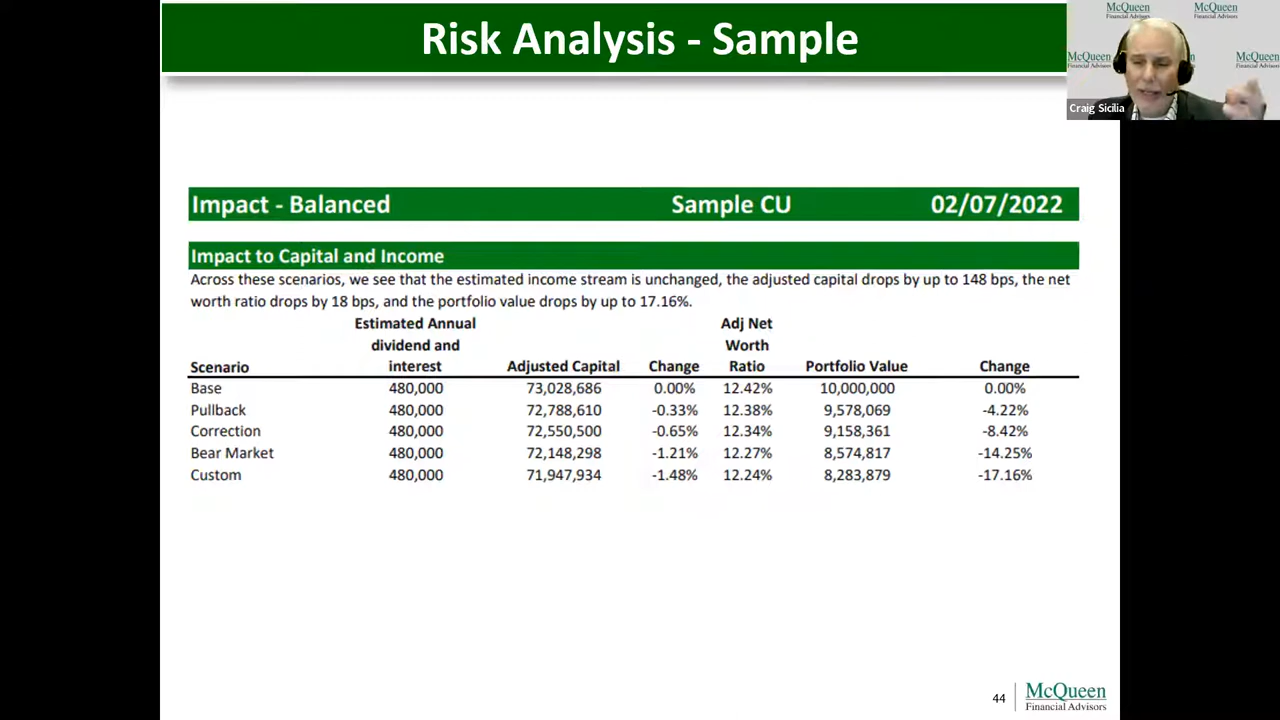 Risk Analysis - Sample
McQueen
Financial Advisors
McQueen
Financial Advisors
McQueen
Financial Advisors
McQueen
Financial Advisors
Craig Sicilia
Impact - Balanced Sample CU 02/07/2022
Impact to Capital and Income
Across these scenarios, we see that the estimated income stream is unchanged, the adjusted capital drops by up to 148 bps, the net
worth ratio drops by 18 bps, and the portfolio value drops by up to 17.16%.
Estimated Annual Adj Net
dividend and Worth
Scenario interest Adjusted Capital Change Ratio Portfolio Value Change
Base 480,000 73,028,686 0.00% 12.42% 10,000,000 0.00%
Pullback 480,000 72,788,610 -0.33% 12.38% 9,578,069 -4.22%
Correction 480,000 72,550,500 -0.65% 12.34% 9,158,361 -8.42%
Bear Market 480,000 72,148,298 -1.21% 12.27% 8,574,817 -14.25%
Custom 480,000 71,947,934 -1.48% 12.24% 8,283,879 -17.16%
44
McQueen
Financial Advisors